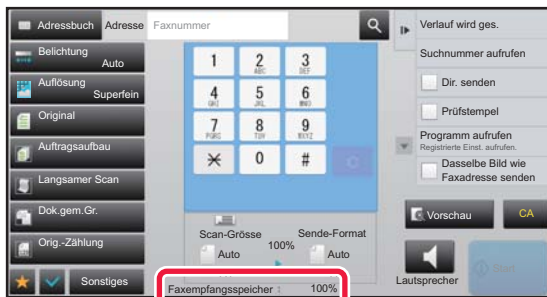 Adressbuch
Adresse
Faxnummer
Verlauf wird ges.
Belichtung
Auto
Suchnummer aufrufen
Auflösung
Superfein
Dir. senden
Original
Prüfstempel
Auftragsaufbau
Programm aufrufen
Registrierte Einst. aufrufen.
Langsamer Scan
Dasselbe Bild wie
Faxadresse senden
Dok.gem.Gr.
Orig.-Zählung
Sonstiges
1 2 3
ABC DEF
4 5 6
GHI JKL MNO
7 8 9
PQRS TUV WXYZ
0 #
C
Scan-Grösse
Sende-Format
100%
Auto
Auto
Faxempfangsspeicher : 100%
Vorschau
CA
Lautsprecher
Start